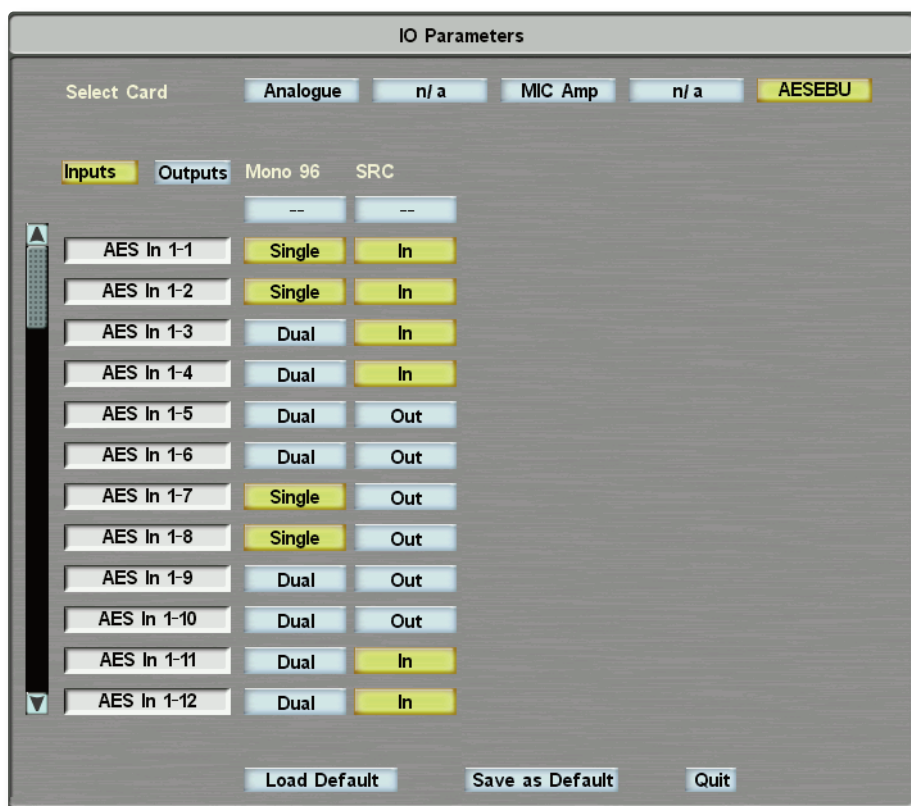 IO Parameters
Select Card Analogue n/a MIC Amp n/a AESEBU
Inputs Outputs Mono 96 SRC
-- --
AES In 1-1 Single In
AES In 1-2 Single In
AES In 1-3 Dual In
AES In 1-4 Dual In
AES In 1-5 Dual Out
AES In 1-6 Dual Out
AES In 1-7 Single Out
AES In 1-8 Single Out
AES In 1-9 Dual Out
AES In 1-10 Dual Out
AES In 1-11 Dual In
AES In 1-12 Dual In
Load Default Save as Default Quit